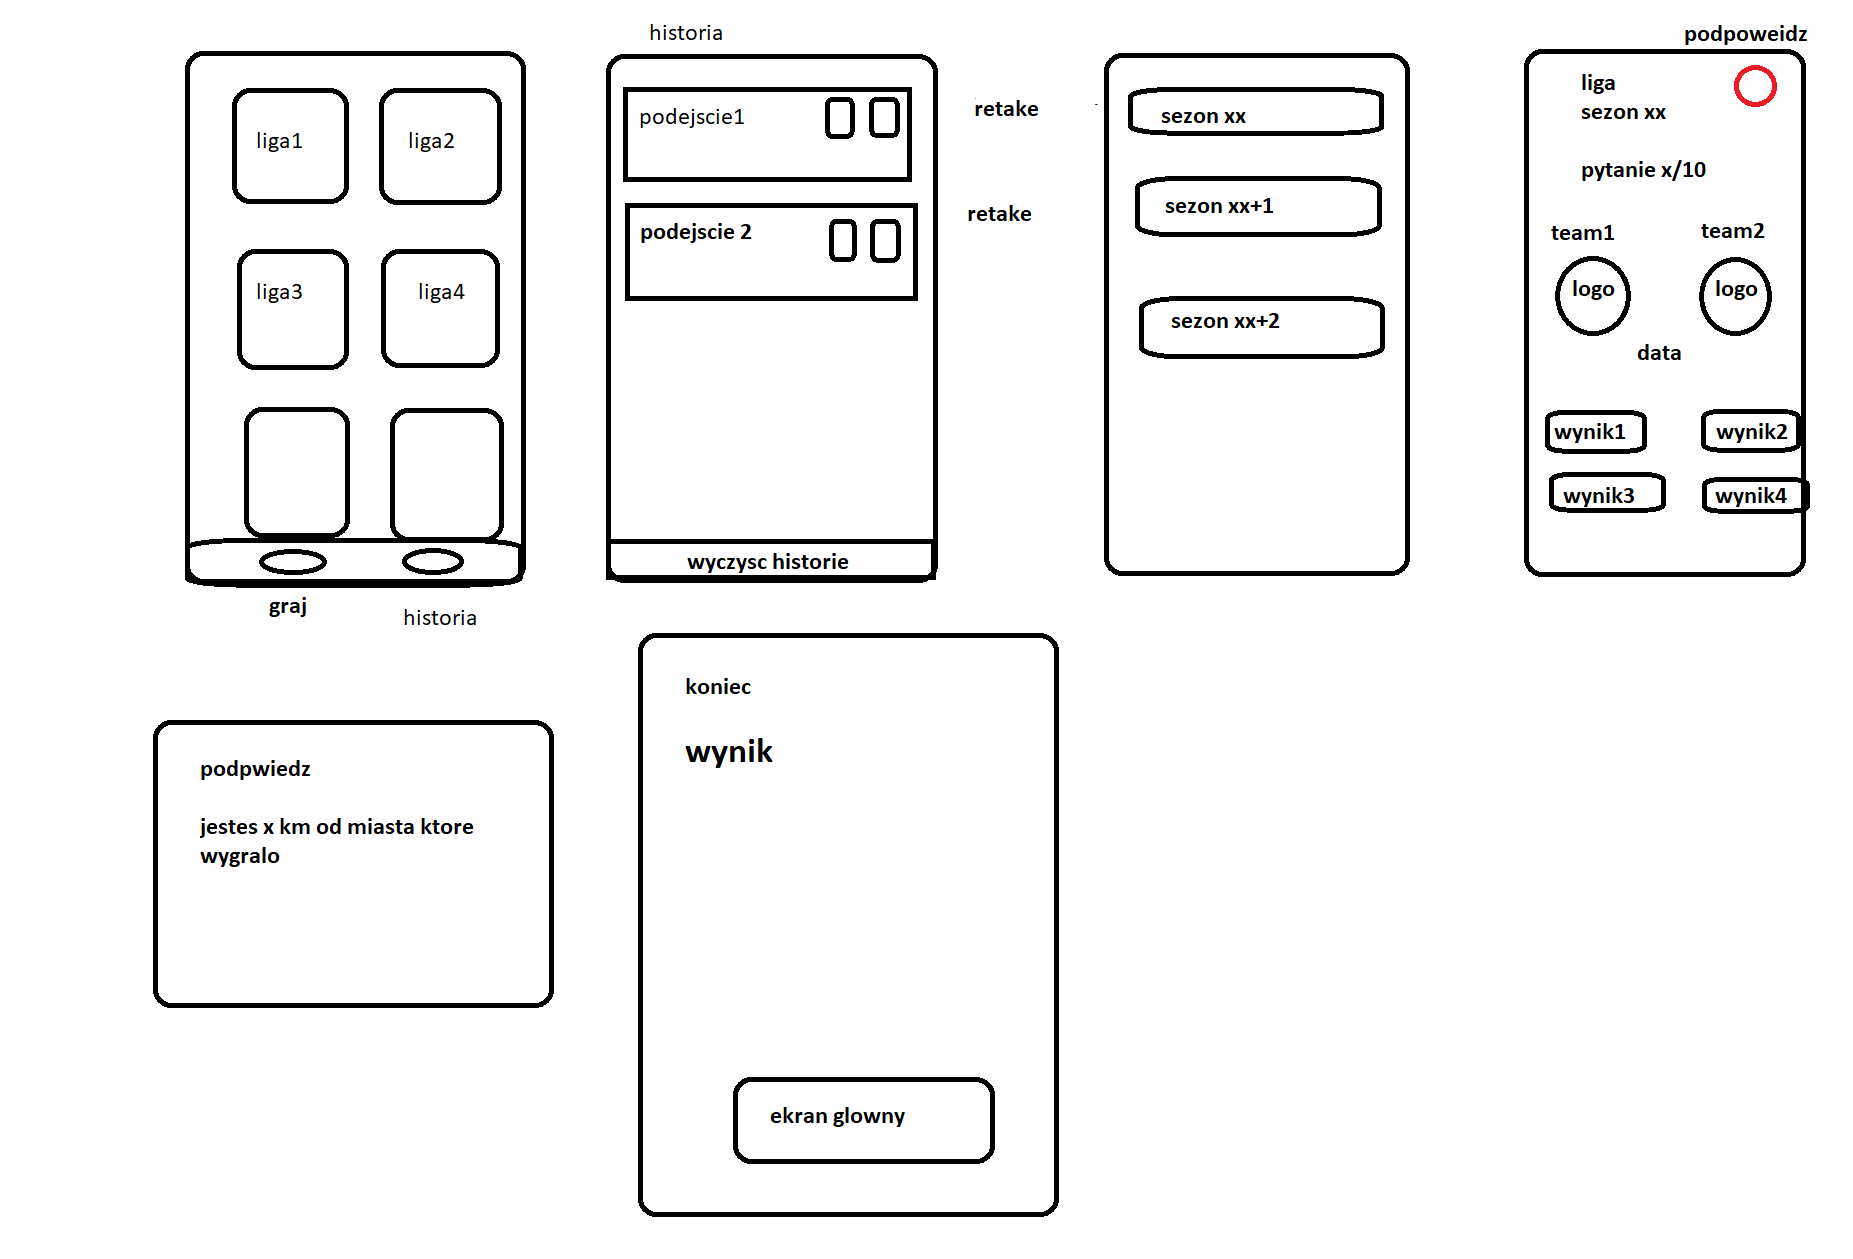 historia
liga1
liga2
liga3
liga4
graj
historia
podejscie1
retake
podejscie 2
retake
wyczysc historie
sezon xx
sezon xx+1
sezon xx+2
podpoweidz
liga
sezon xx
pytanie x/10
team1
team2
logo
logo
data
wynik1
wynik2
wynik3
wynik4
podpwiedz
jestes x km od miasta ktore
wygralo
koniec
wynik
ekran glowny